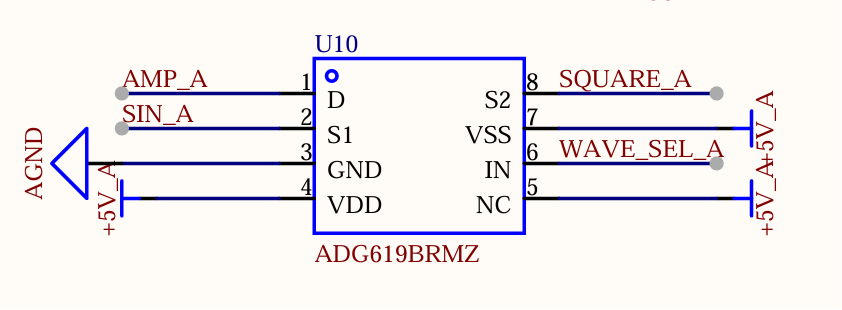 U10
AMP_A 1 8 SQUARE_A
D S2
SIN_A 2 7 +5V_A
S1 VSS
AGND 3 6 WAVE_SEL_A
GND IN
+5V_A 4 5 +5V_A
VDD NC
ADG619BRMZ